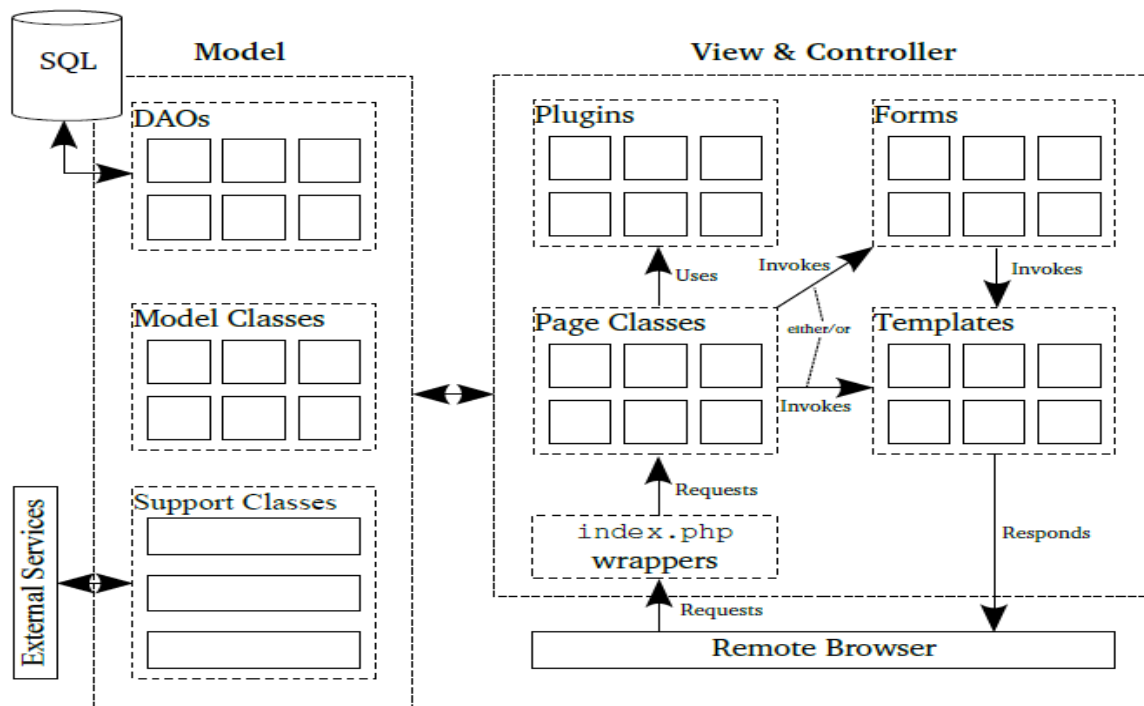 SQL
Model
View & Controller
DAOs
Plugins
Forms
Uses
Invokes
Invokes
Model Classes
Page Classes
either/or
Templates
Invokes
External Services
Support Classes
Requests
index.php
wrappers
Responds
Requests
Remote Browser